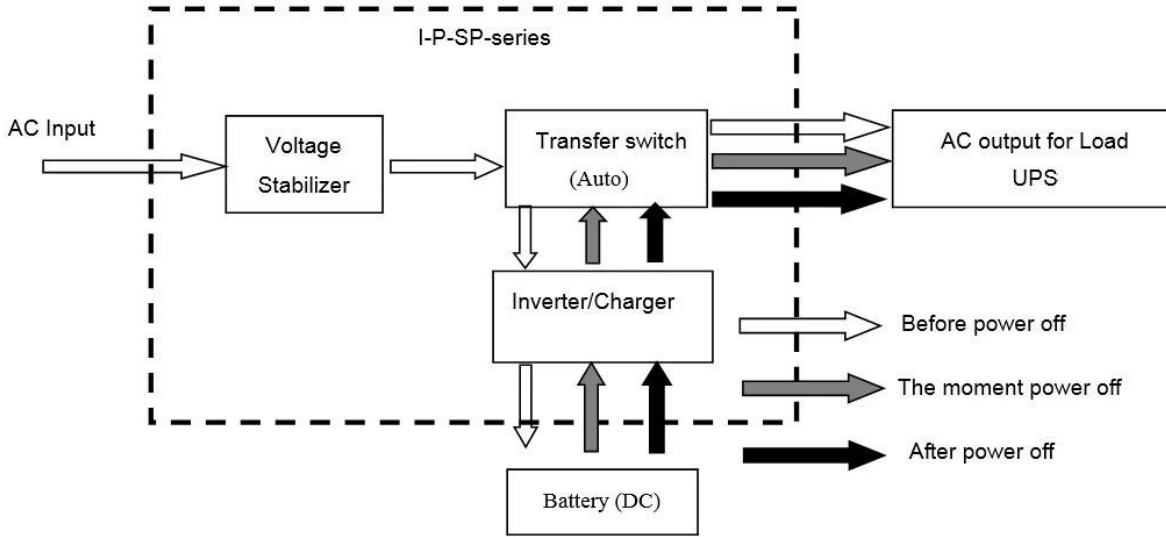 I-P-SP-series
AC Input
Voltage
Stabilizer
Transfer switch
(Auto)
AC output for Load
UPS
Inverter/Charger
Before power off
The moment power off
After power off
Battery (DC)